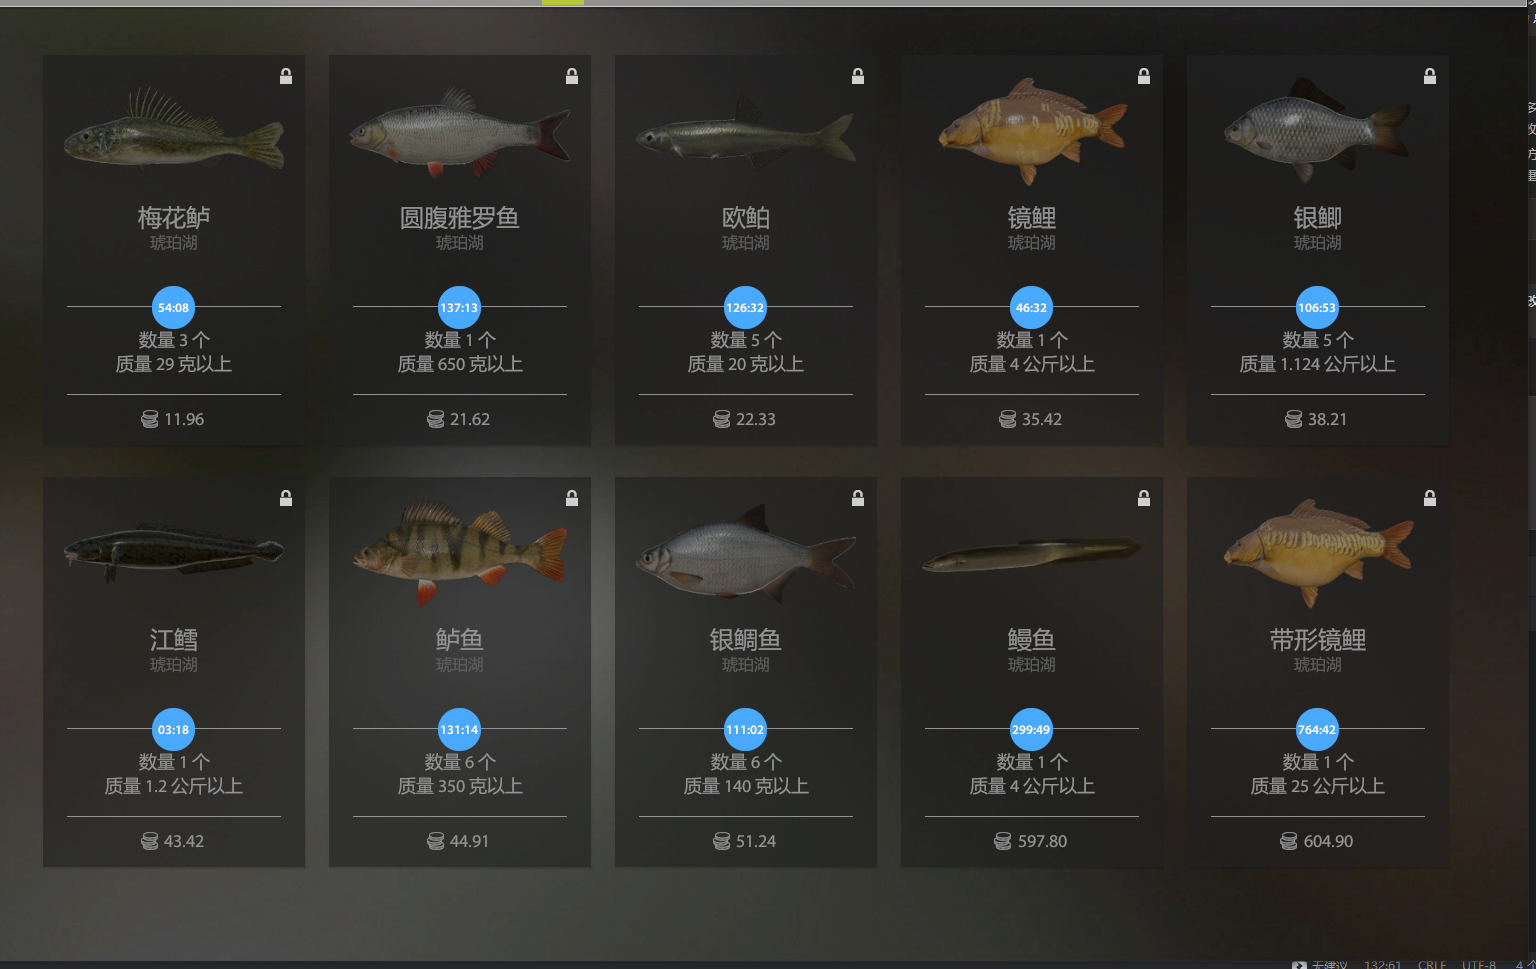 梅花鲈
琥珀湖
54:08
数量 3 个
质量 29 克以上
11.96
圆腹雅罗鱼
琥珀湖
137:13
数量 1 个
质量 650 克以上
21.62
欧鲌
琥珀湖
126:32
数量 5 个
质量 20 克以上
22.33
镜鲤
琥珀湖
46:32
数量 1 个
质量 4 公斤以上
35.42
银鲫
琥珀湖
106:53
数量 5 个
质量 1.124 公斤以上
38.21
江鳕
琥珀湖
03:18
数量 1 个
质量 1.2 公斤以上
43.42
鲈鱼
琥珀湖
131:14
数量 6 个
质量 350 克以上
44.91
银鲷鱼
琥珀湖
111:02
数量 6 个
质量 140 克以上
51.24
鳗鱼
琥珀湖
299:49
数量 1 个
质量 4 公斤以上
597.80
带形镜鲤
琥珀湖
764:42
数量 1 个
质量 25 公斤以上
604.90
无建议 132:61 CRLF UTF-8 4